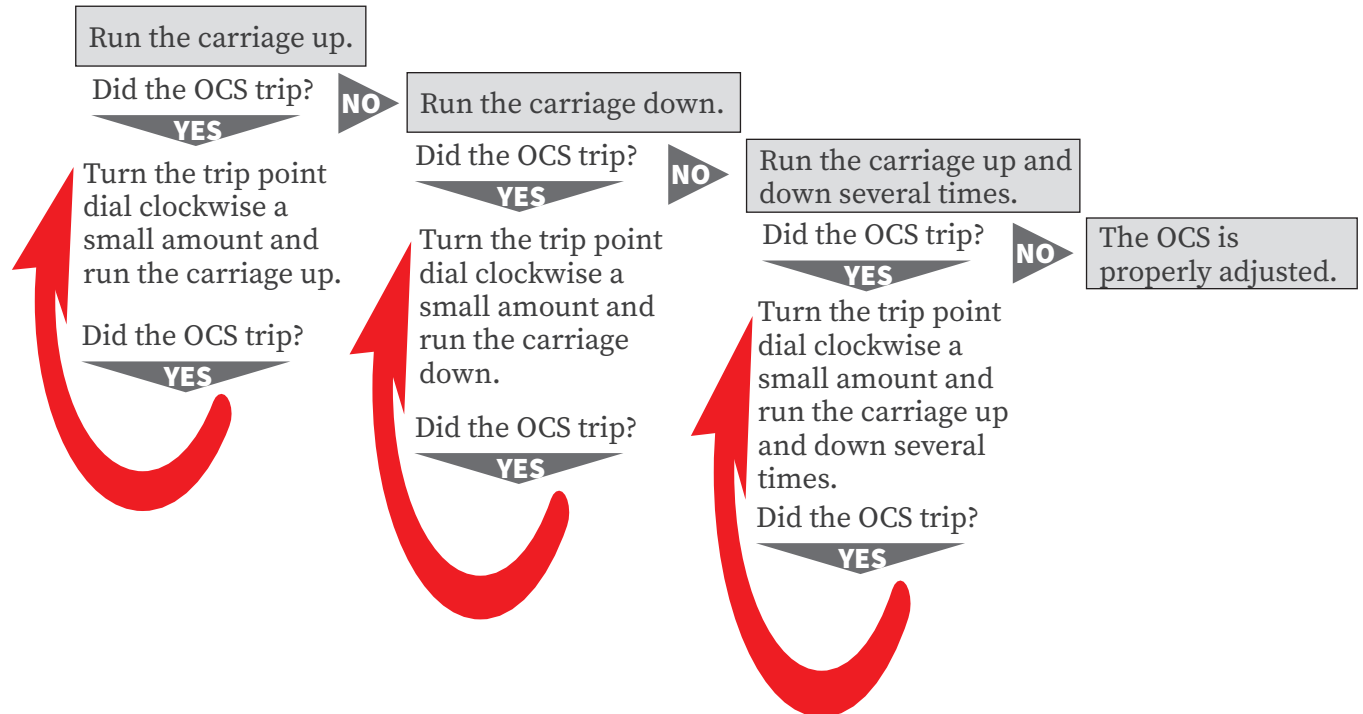 Run the carriage up.
Did the OCS trip?
NO
YES
Turn the trip point
dial clockwise a
small amount and
run the carriage up.
Did the OCS trip?
YES
Run the carriage down.
Did the OCS trip?
NO
YES
Turn the trip point
dial clockwise a
small amount and
run the carriage
down.
Did the OCS trip?
YES
Run the carriage up and
down several times.
Did the OCS trip?
NO
YES
Turn the trip point
dial clockwise a
small amount and
run the carriage up
and down several
times.
Did the OCS trip?
YES
The OCS is
properly adjusted.